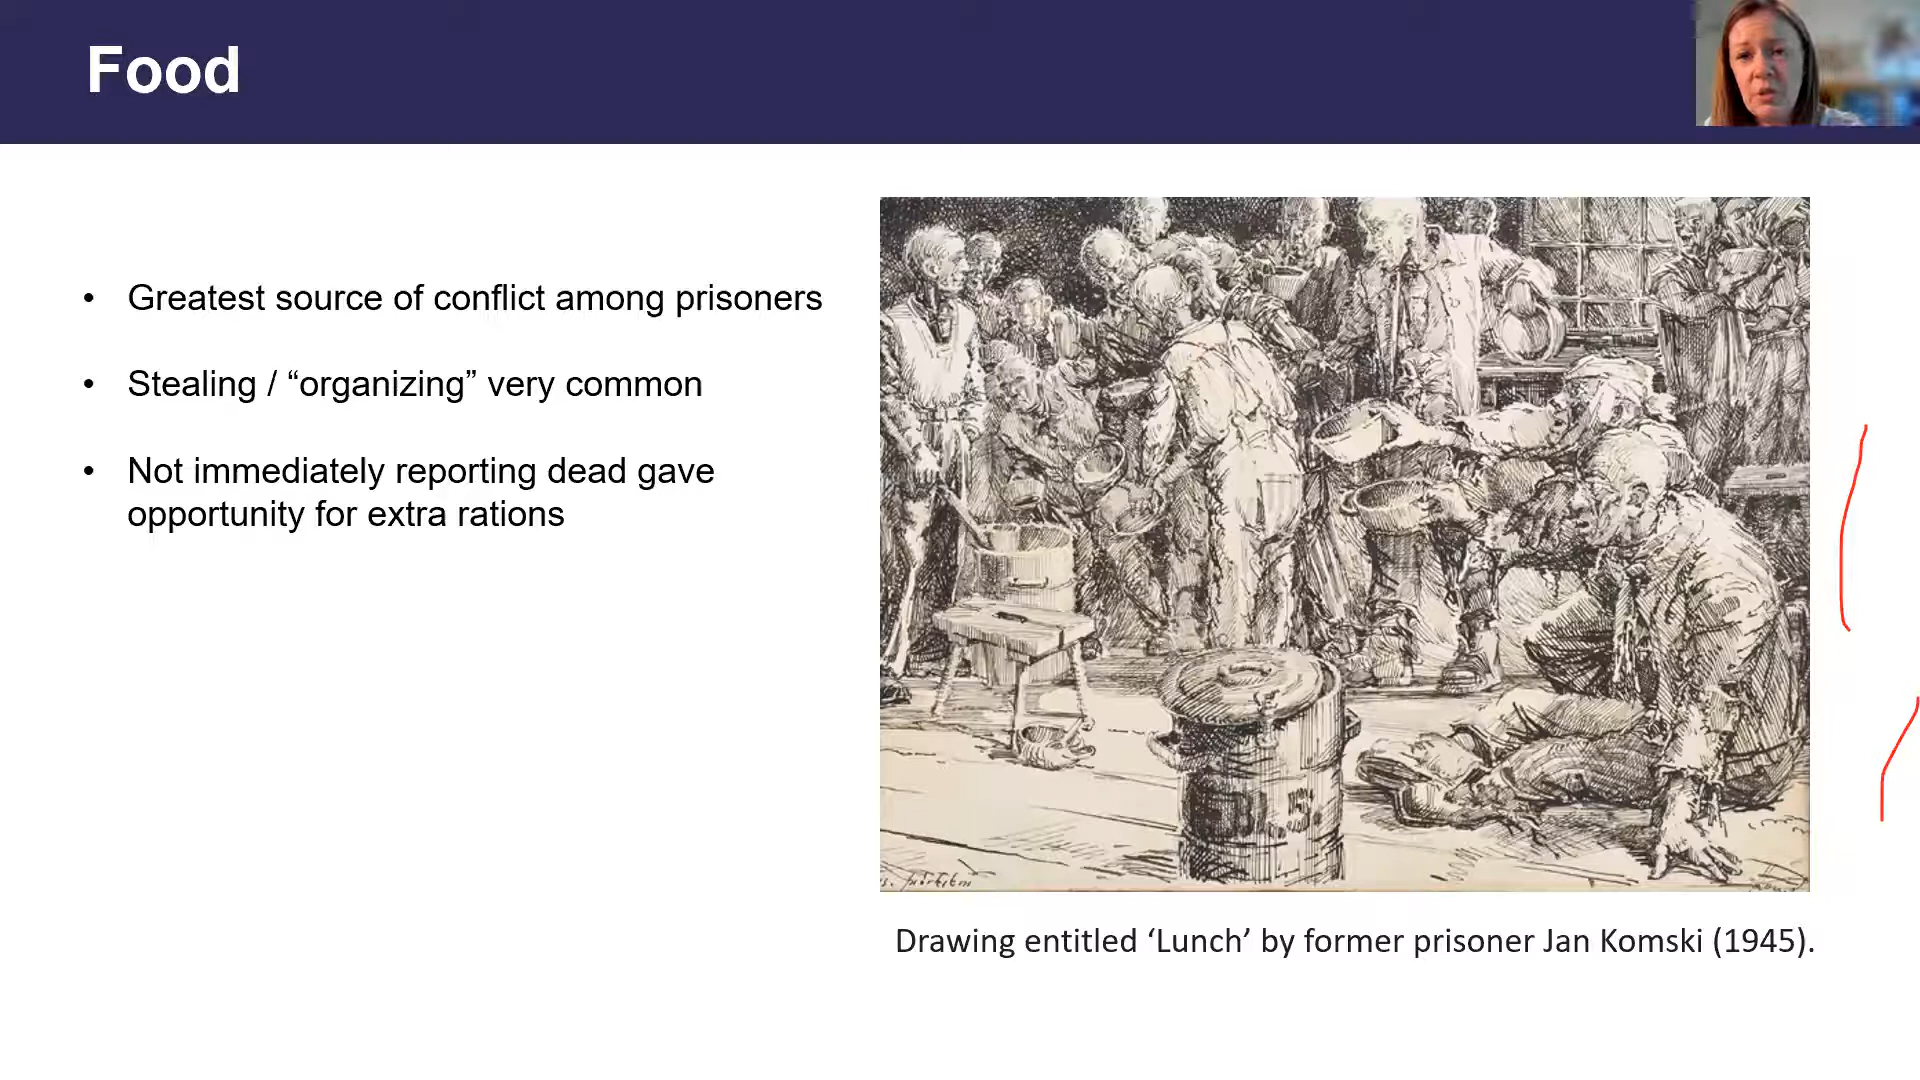 Food
• Greatest source of conflict among prisoners
• Stealing / “organizing” very common
• Not immediately reporting dead gave
opportunity for extra rations
Drawing entitled ‘Lunch’ by former prisoner Jan Komski (1945).